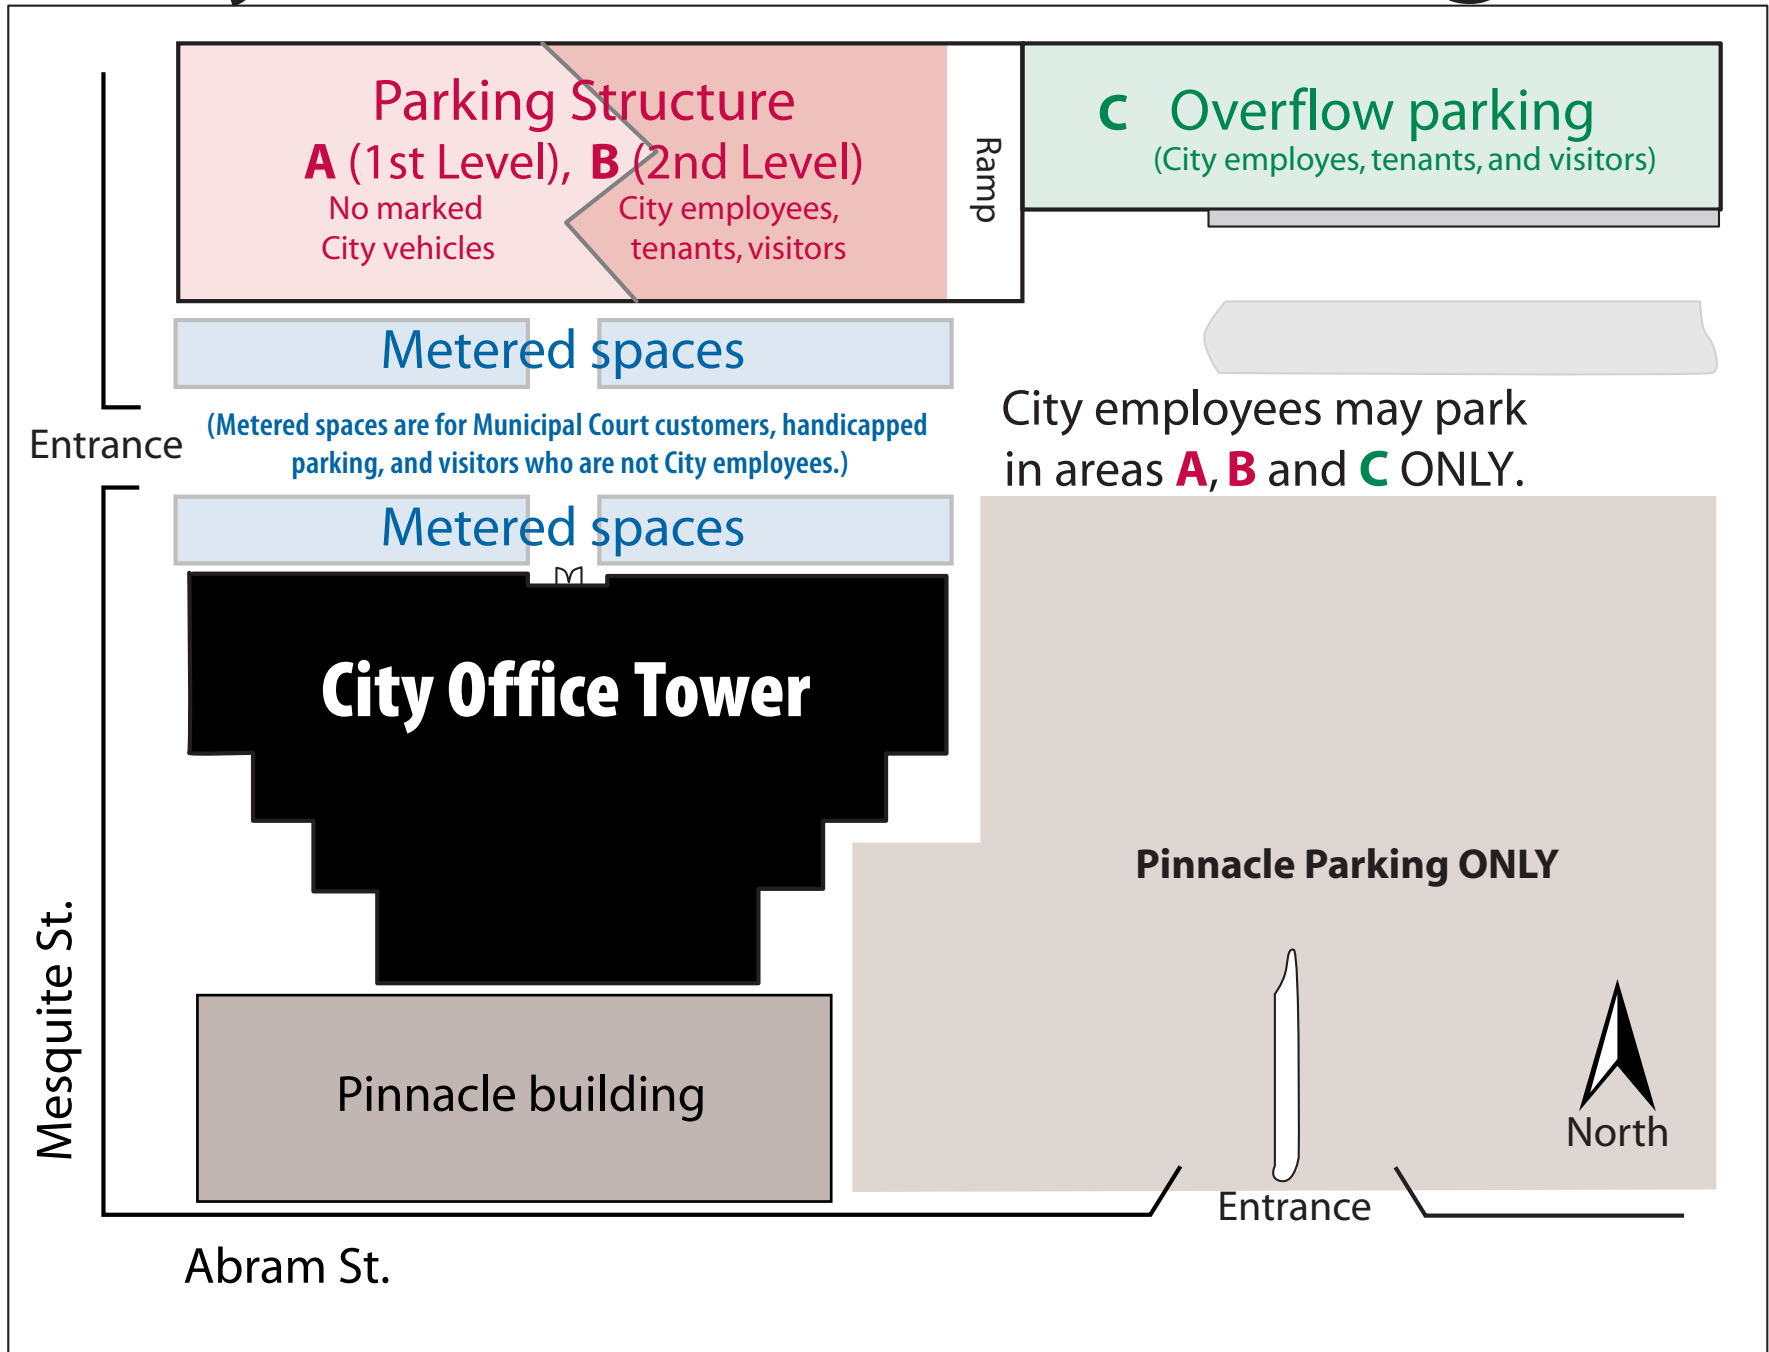 Parking Structure
A (1st Level), B (2nd Level)
No marked
City vehicles
City employees,
tenants, visitors
Ramp
C Overflow parking
(City employes, tenants, and visitors)
Metered spaces
(Metered spaces are for Municipal Court customers, handicapped
parking, and visitors who are not City employees.)
Entrance
City employees may park
in areas A, B and C ONLY.
Metered spaces
City Office Tower
Pinnacle Parking ONLY
Mesquite St.
Pinnacle building
North
Entrance
Abram St.